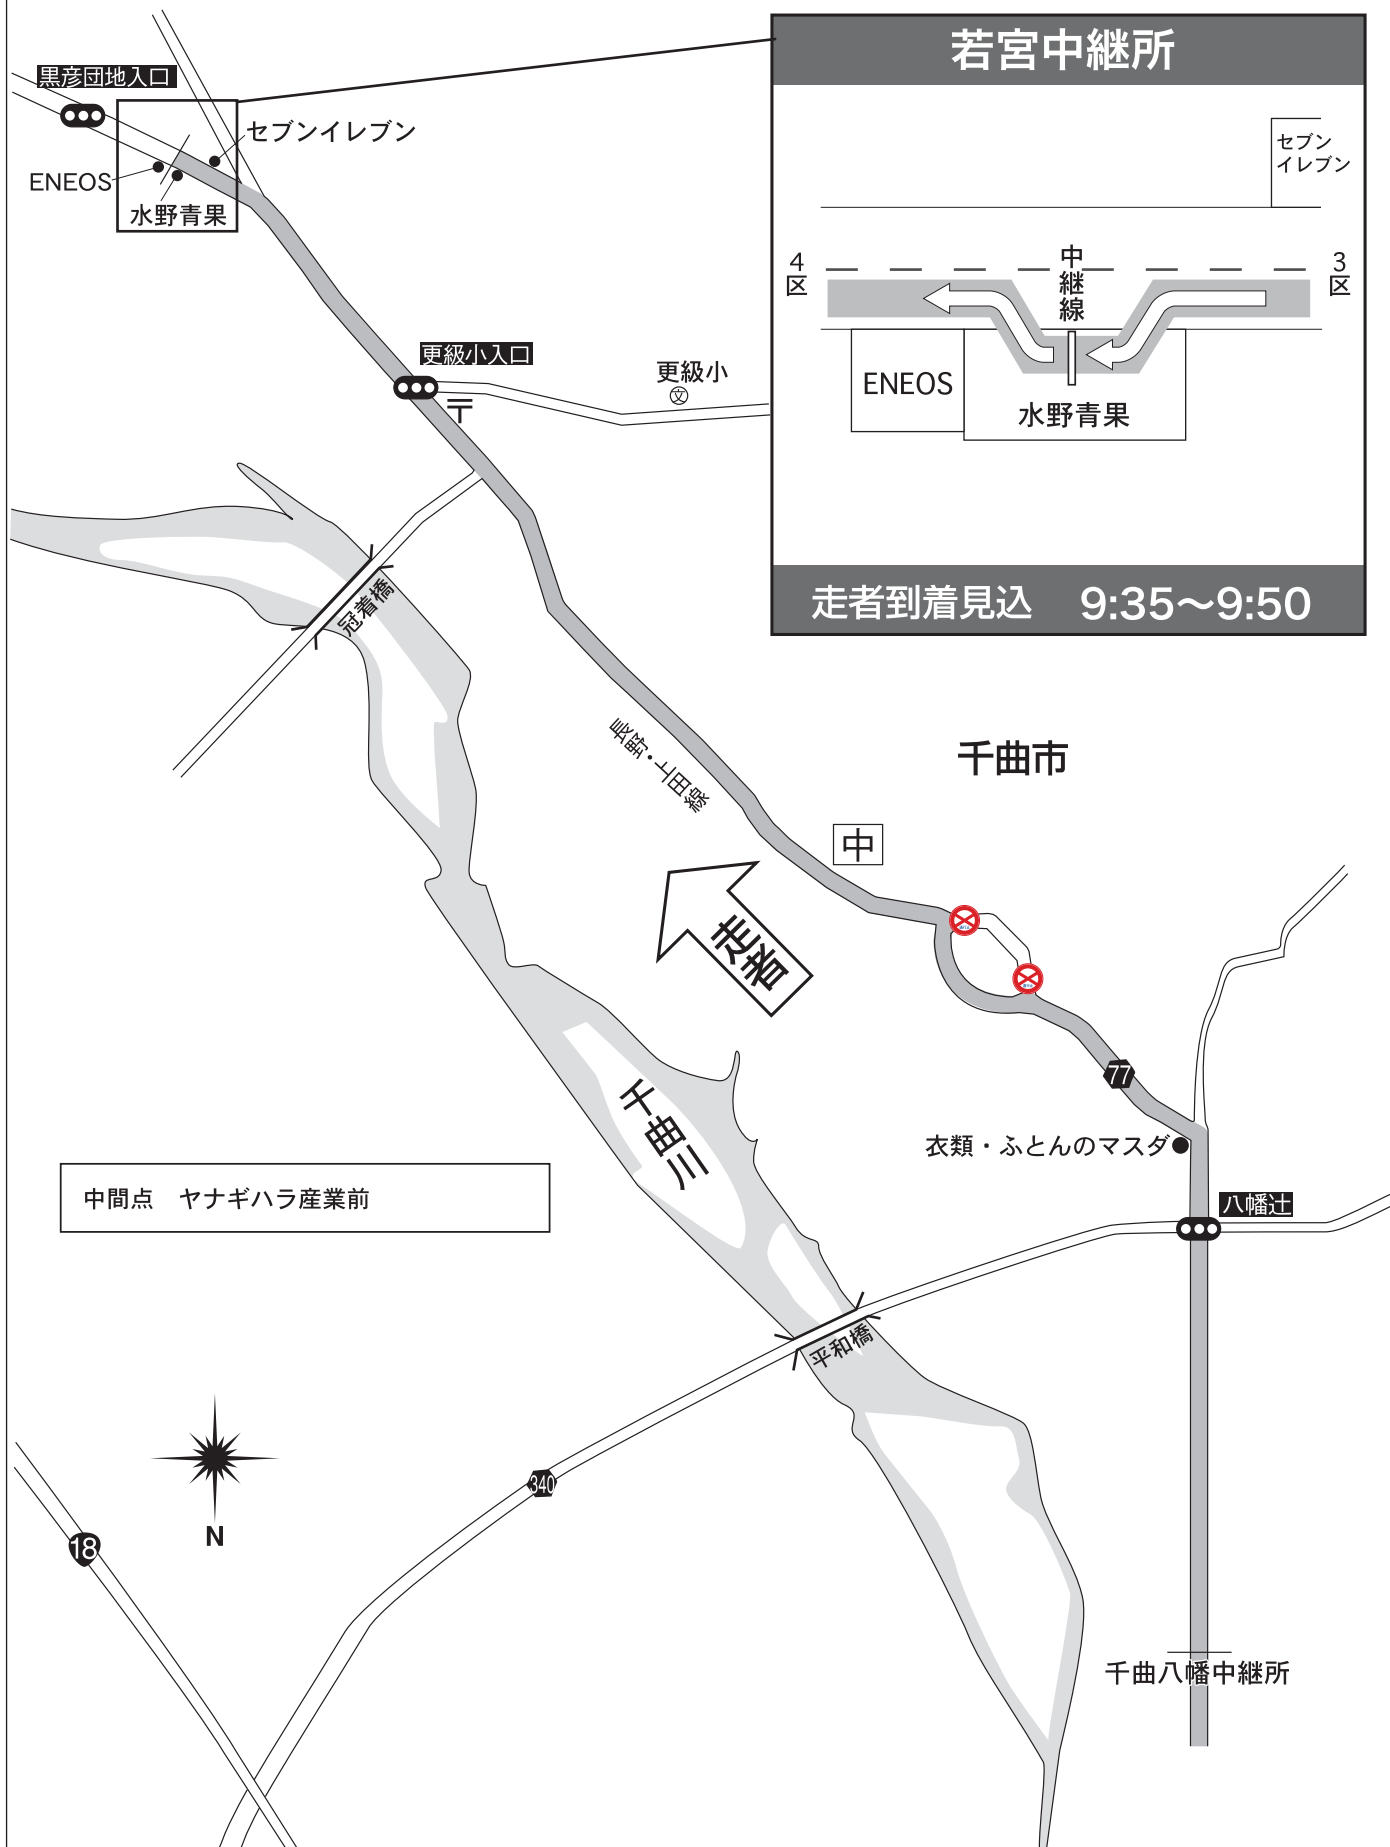 若宮中継所
黒彦団地入口
セブンイレブン
ENEOS
水野青果
セブン
イレブン
4区
中継線
3区
ENEOS
水野青果
更級小入口
更級小
文
〒
走者到着見込 9:35〜9:50
冠着橋
長野・上田線
千曲市
中
走者
77
千曲川
衣類・ふとんのマスダ
中間点 ヤナギハラ産業前
八幡辻
平和橋
340
N
18
千曲八幡中継所